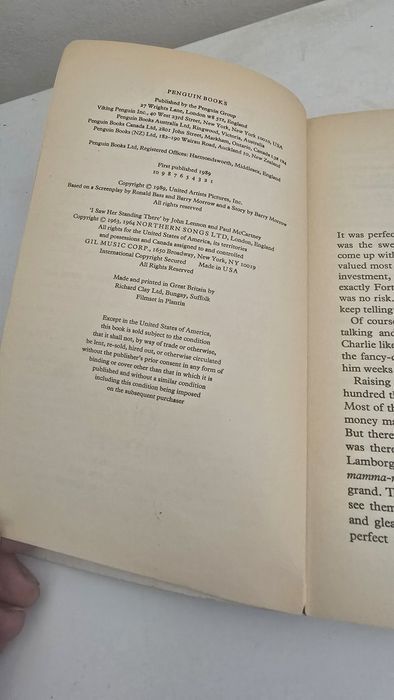 PENGUIN BOOKS
Published by the Penguin Group
27 Wrights Lane, London W8 5TZ, England
Viking Penguin Inc., 40 West 23rd Street, New York, New York 10010, USA
Penguin Books Australia Ltd, Ringwood, Victoria, Australia
Penguin Books Canada Ltd, 2801 John Street, Markham, Ontario, Canada L3R 1B4
Penguin Books (NZ) Ltd, 182–190 Wairau Road, Auckland 10, New Zealand
Penguin Books Ltd, Registered Offices: Harmondsworth, Middlesex, England
First published 1989
10 9 8 7 6 5 4 3 2 1
Copyright © 1989, United Artists Pictures, Inc.
Based on a Screenplay by Ronald Bass and Barry Morrow and a Story by Barry Morrow
All rights reserved
'I Saw Her Standing There' by John Lennon and Paul McCartney
Copyright © 1963, 1964 NORTHERN SONGS LTD, London, England
All rights for the United States of America, its territories
and possessions and Canada assigned to and controlled
GIL MUSIC CORP., 1650 Broadway, New York, NY 10019
International Copyright Secured Made in USA
All Rights Reserved
Made and printed in Great Britain by
Richard Clay Ltd, Bungay, Suffolk
Filmset in Plantin
Except in the United States of America,
this book is sold subject to the condition
that it shall not, by way of trade or otherwise,
be lent, re-sold, hired out, or otherwise circulated
without the publisher's prior consent in any form of
binding or cover other than that in which it is
published and without a similar condition
including this condition being imposed
on the subsequent purchaser
It was perfe
was the swe
come up with
valued most
investment,
exactly Fort
was no risk.
keep telling
Of course
talking and
Charlie like
the fancy-
him weeks
Raising
hundred th
Most of th
money ma
But there
was there
Lamborg
mamma-
grand. T
see them
and glea
perfect